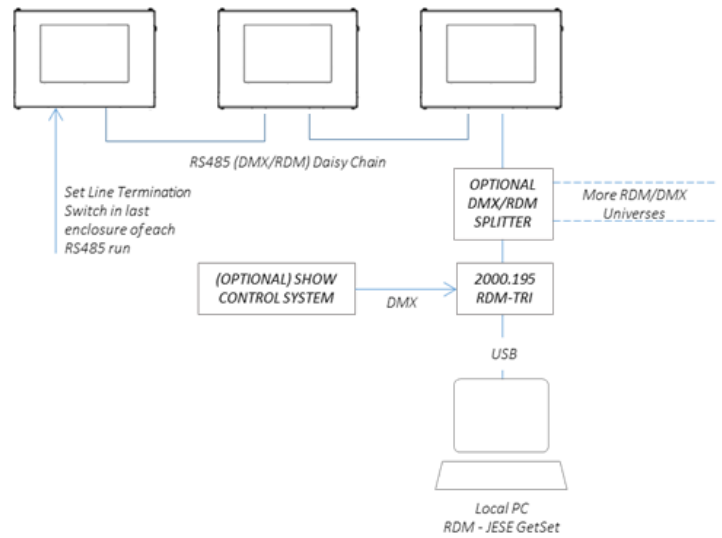 RS485 (DMX/RDM) Daisy Chain
Set Line Termination
Switch in last
enclosure of each
RS485 run
OPTIONAL
DMX/RDM
SPLITTER
More RDM/DMX
Universes
(OPTIONAL) SHOW
CONTROL SYSTEM
DMX
2000.195
RDM-TRI
USB
Local PC
RDM - JESE GetSet